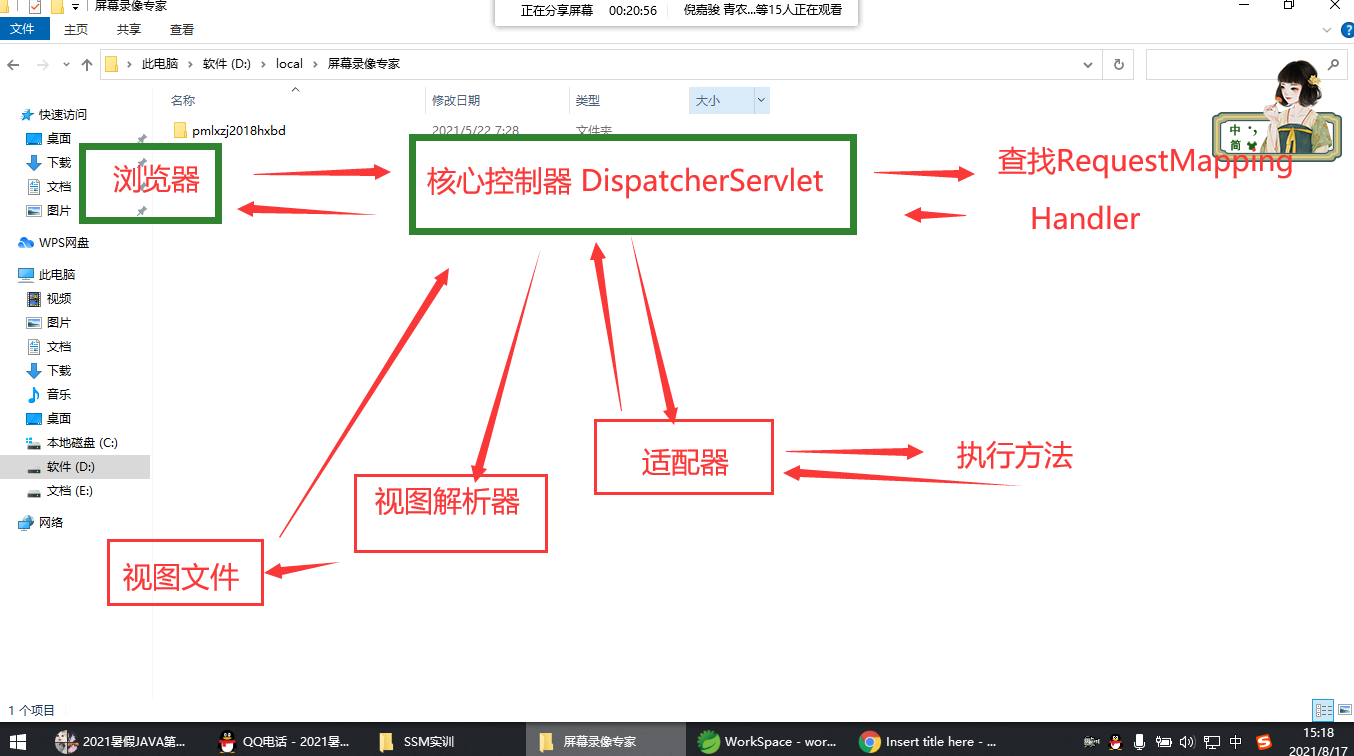 屏幕录像专家
正在分享屏幕 00:20:56 倪嘉骏 青农...等15人正在观看
文件 主页 共享 查看
此电脑 › 软件 (D:) › local › 屏幕录像专家
名称 修改日期 类型 大小
pmlxzj2018hxbd 2021/5/22 7:28 文件夹
快速访问
桌面
下载
文档
图片
WPS网盘
此电脑
视频
图片
文档
下载
音乐
桌面
本地磁盘 (C:)
软件 (D:)
文档 (E:)
网络
中 简
浏览器
核心控制器 DispatcherServlet
查找RequestMapping
Handler
适配器
执行方法
视图解析器
视图文件
1 个项目
2021暑假JAVA第...
QQ电话 - 2021暑...
SSM实训
屏幕录像专家
WorkSpace - wor...
Insert title here - ...
中
15:18
2021/8/17